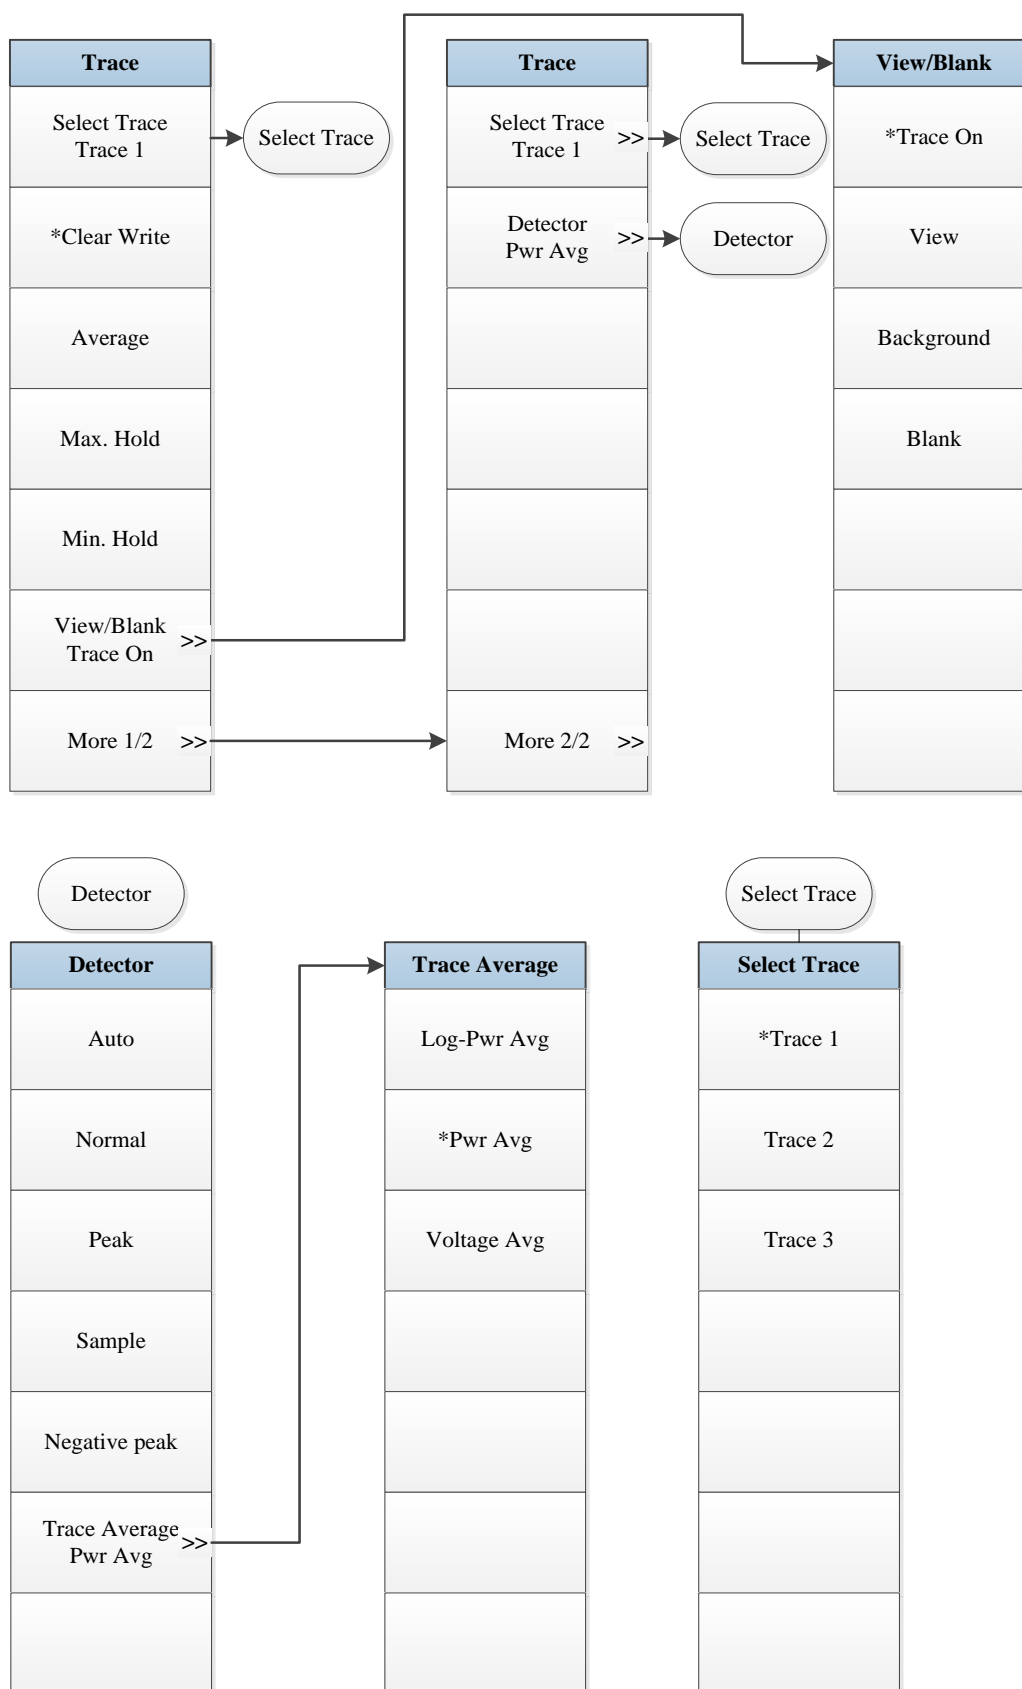 Trace
Select Trace
Trace 1
*Clear Write
Average
Max. Hold
Min. Hold
View/Blank
Trace On
>>
More 1/2 >>
Select Trace
Trace
Select Trace
Trace 1
>>
Detector
Pwr Avg
>>
More 2/2 >>
Select Trace
Detector
View/Blank
*Trace On
View
Background
Blank
Detector
Detector
Auto
Normal
Peak
Sample
Negative peak
Trace Average
Pwr Avg
>>
Trace Average
Log-Pwr Avg
*Pwr Avg
Voltage Avg
Select Trace
Select Trace
*Trace 1
Trace 2
Trace 3